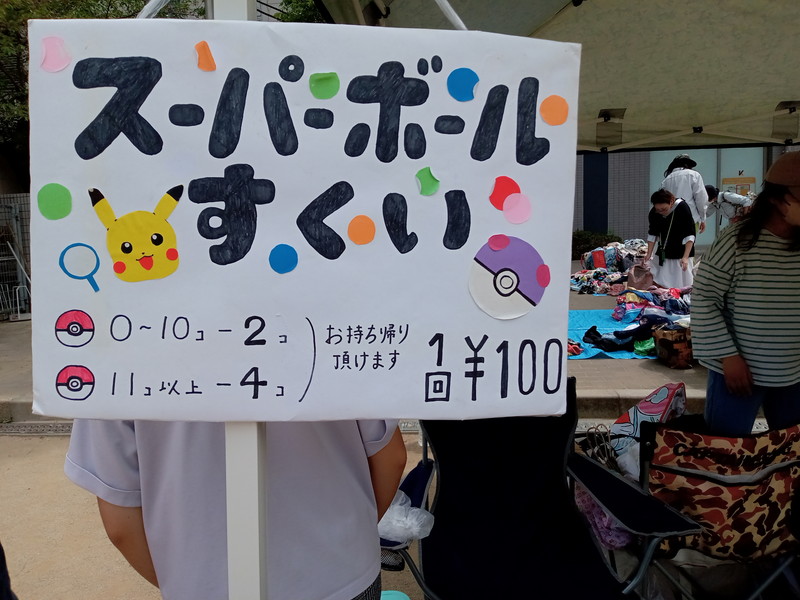 スーパーボール
すくい
0~10コ-2コ
11コ以上-4コ
お持ち帰り
頂けます
1回¥100